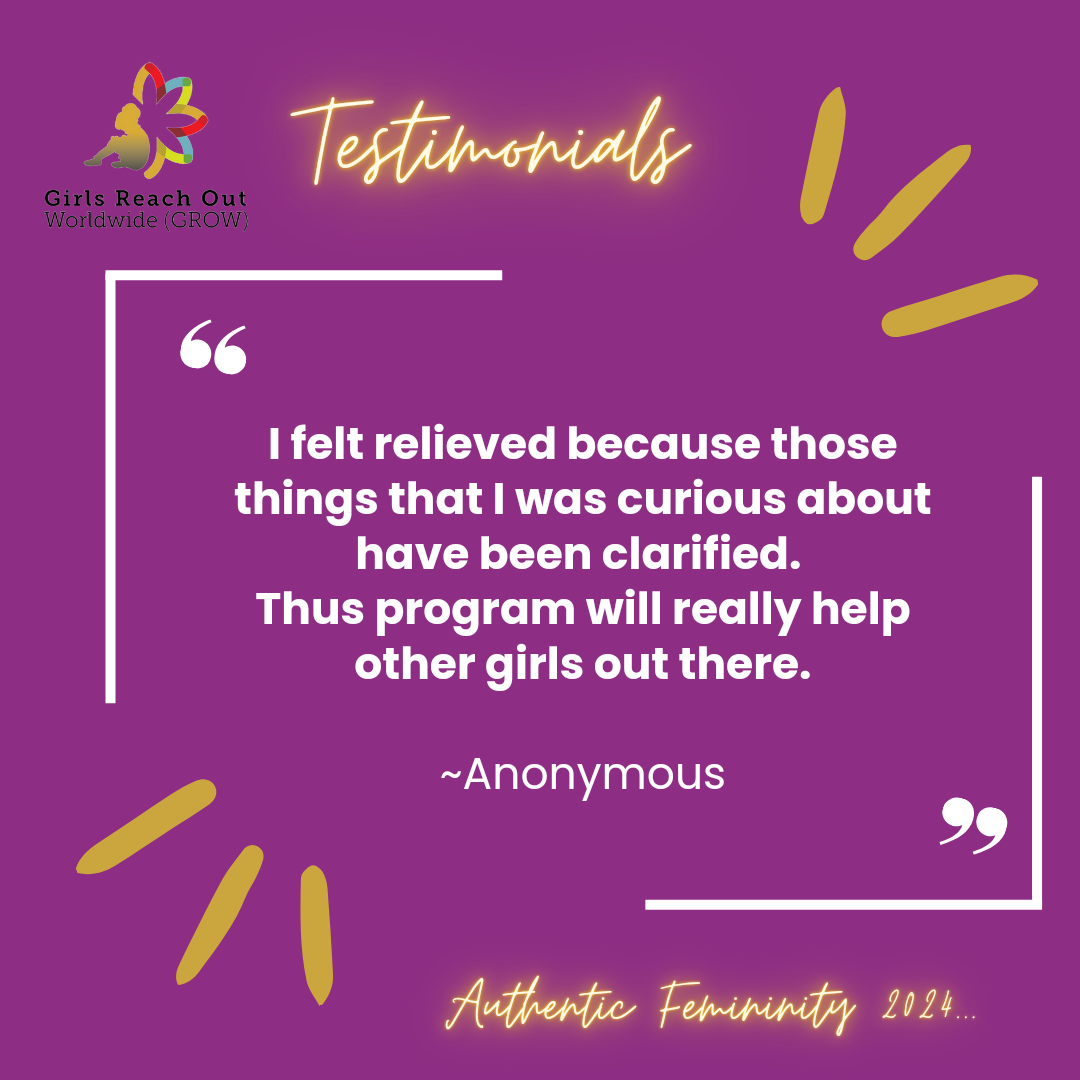 Testimonials
Girls Reach Out
Worldwide (GROW)
“
I felt relieved because those
things that I was curious about
have been clarified.
Thus program will really help
other girls out there.
~Anonymous
”
Authentic Femininity 2024...